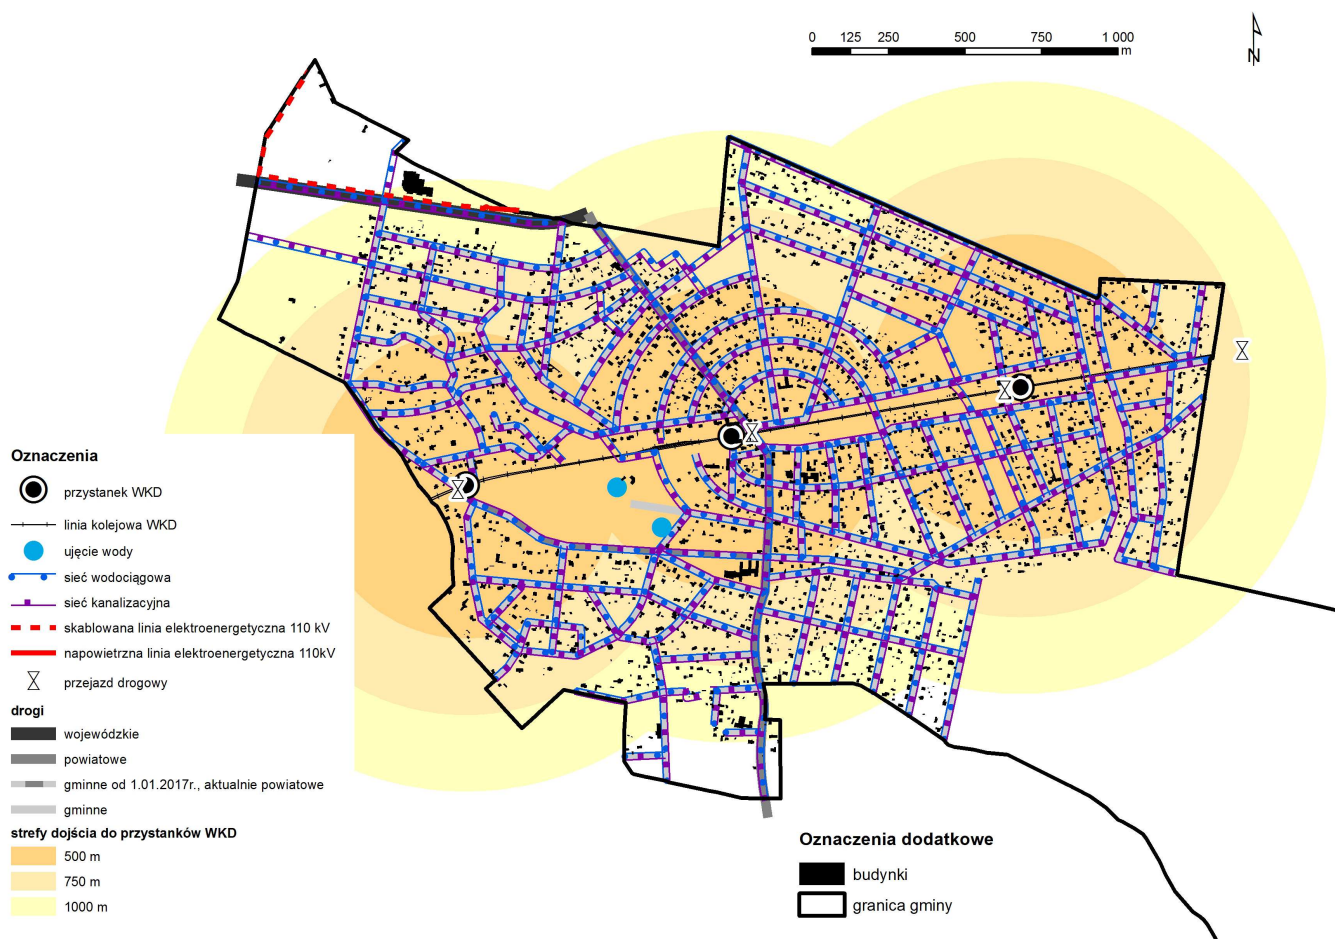 0 125 250 500 750 1 000
m
N
Oznaczenia
przystanek WKD
linia kolejowa WKD
ujęcie wody
sieć wodociągowa
sieć kanalizacyjna
skablowana linia elektroenergetyczna 110 kV
napowietrzna linia elektroenergetyczna 110kV
przejazd drogowy
drogi
wojewódzkie
powiatowe
gminne od 1.01.2017r., aktualnie powiatowe
gminne
strefy dojścia do przystanków WKD
500 m
750 m
1000 m
Oznaczenia dodatkowe
budynki
granica gminy